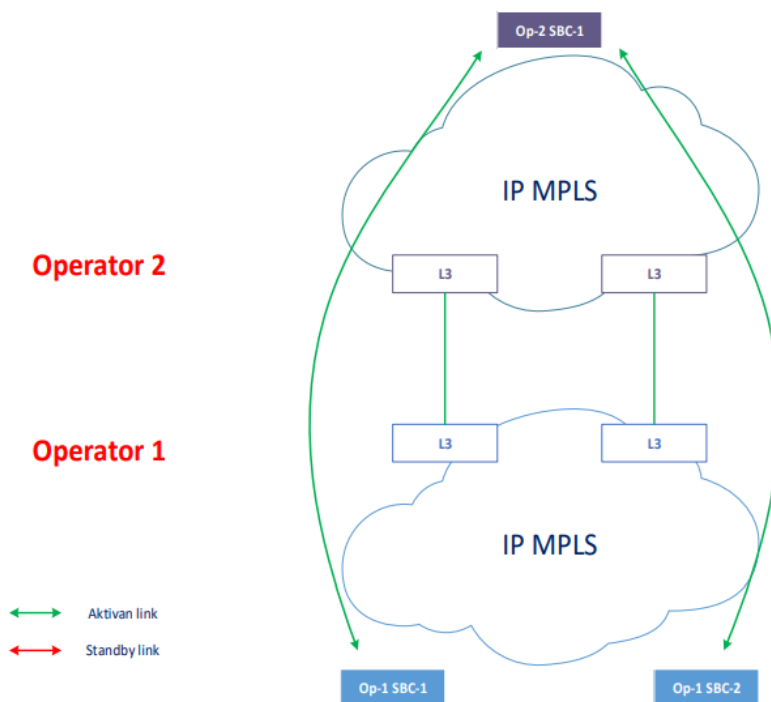 Op-2 SBC-1
IP MPLS
Operator 2
L3
L3
Operator 1
L3
L3
IP MPLS
Aktivan link
Standby link
Op-1 SBC-1
Op-1 SBC-2